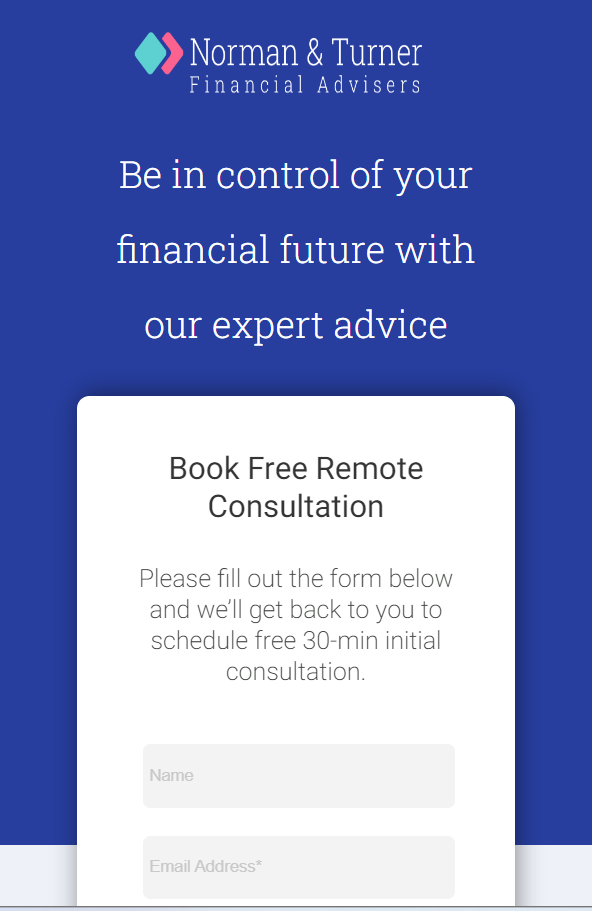 Norman & Turner
Financial Advisers
Be in control of your
financial future with
our expert advice
Book Free Remote
Consultation
Please fill out the form below
and we’ll get back to you to
schedule free 30-min initial
consultation.
Name
Email Address*